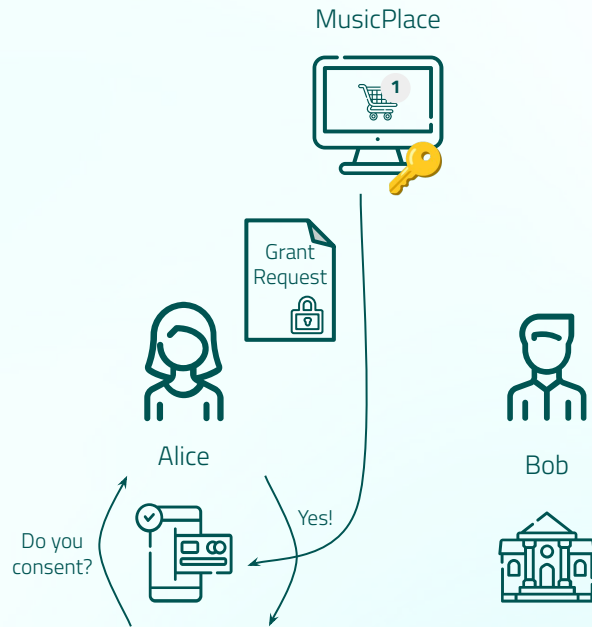 MusicPlace
1
Grant
Request
Alice
Bob
Yes!
Do you
consent?